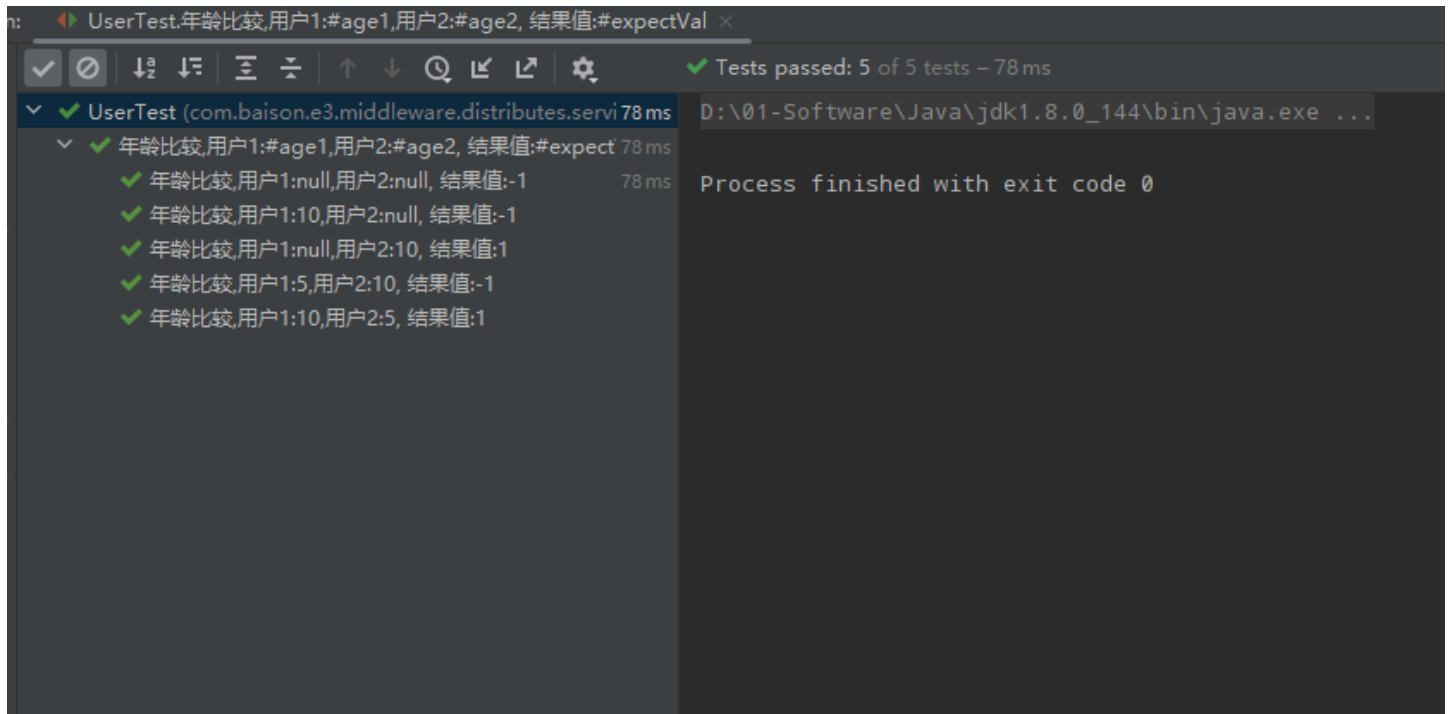 n: UserTest.年龄比较,用户1:#age1,用户2:#age2, 结果值:#expectVal
Tests passed: 5 of 5 tests – 78 ms
UserTest (com.baison.e3.middleware.distributes.servi 78 ms
年龄比较,用户1:#age1,用户2:#age2, 结果值:#expect 78 ms
年龄比较,用户1:null,用户2:null, 结果值:-1 78 ms
年龄比较,用户1:10,用户2:null, 结果值:-1
年龄比较,用户1:null,用户2:10, 结果值:1
年龄比较,用户1:5,用户2:10, 结果值:-1
年龄比较,用户1:10,用户2:5, 结果值:1
D:\01-Software\Java\jdk1.8.0_144\bin\java.exe ...
Process finished with exit code 0